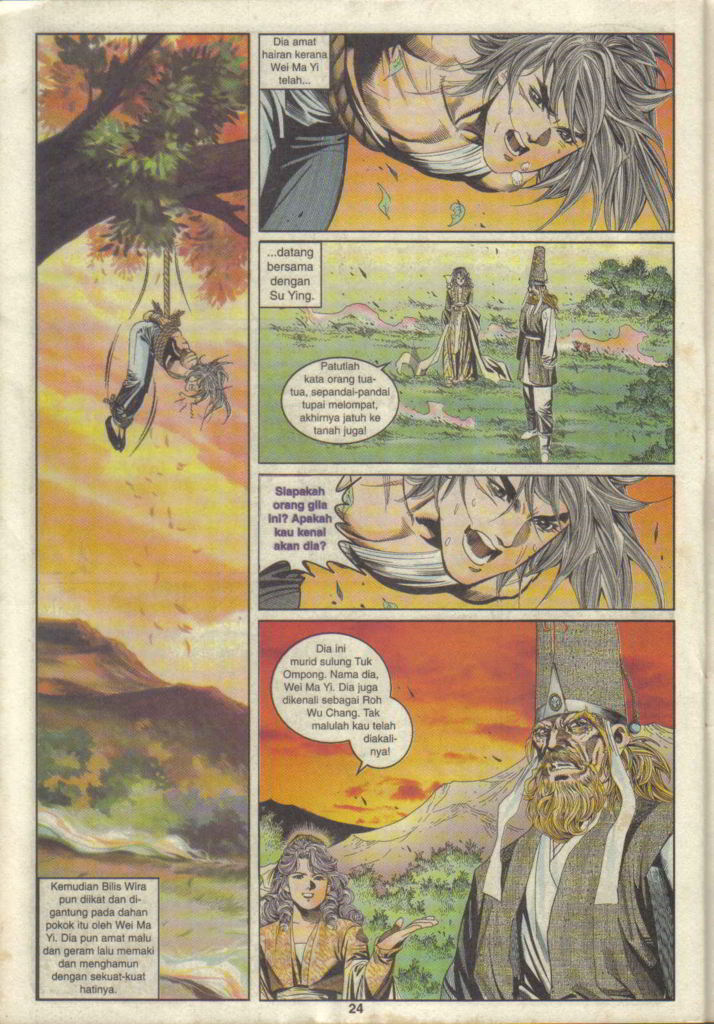 Kemudian Bilis Wira
pun diikat dan di-
gantung pada dahan
pokok itu oleh Wei Ma
Yi. Dia pun amat malu
dan geram lalu memaki
dan menghamun
dengan sekuat-kuat
hatinya.
Dia amat
hairan kerana
Wei Ma Yi
telah...
...datang
bersama
dengan
Su Ying.
Patutlah
kata orang tua-
tua, sepandai-pandai
tupai melompat,
akhirnya jatuh ke
tanah juga!
Siapakah
orang gila
ini? Apakah
kau kenal
akan dia?
Dia ini
murid sulung Tuk
Ompong. Nama dia,
Wei Ma Yi. Dia juga
dikenali sebagai Roh
Wu Chang. Tak
malulah kau telah
diakali-
nya!
24